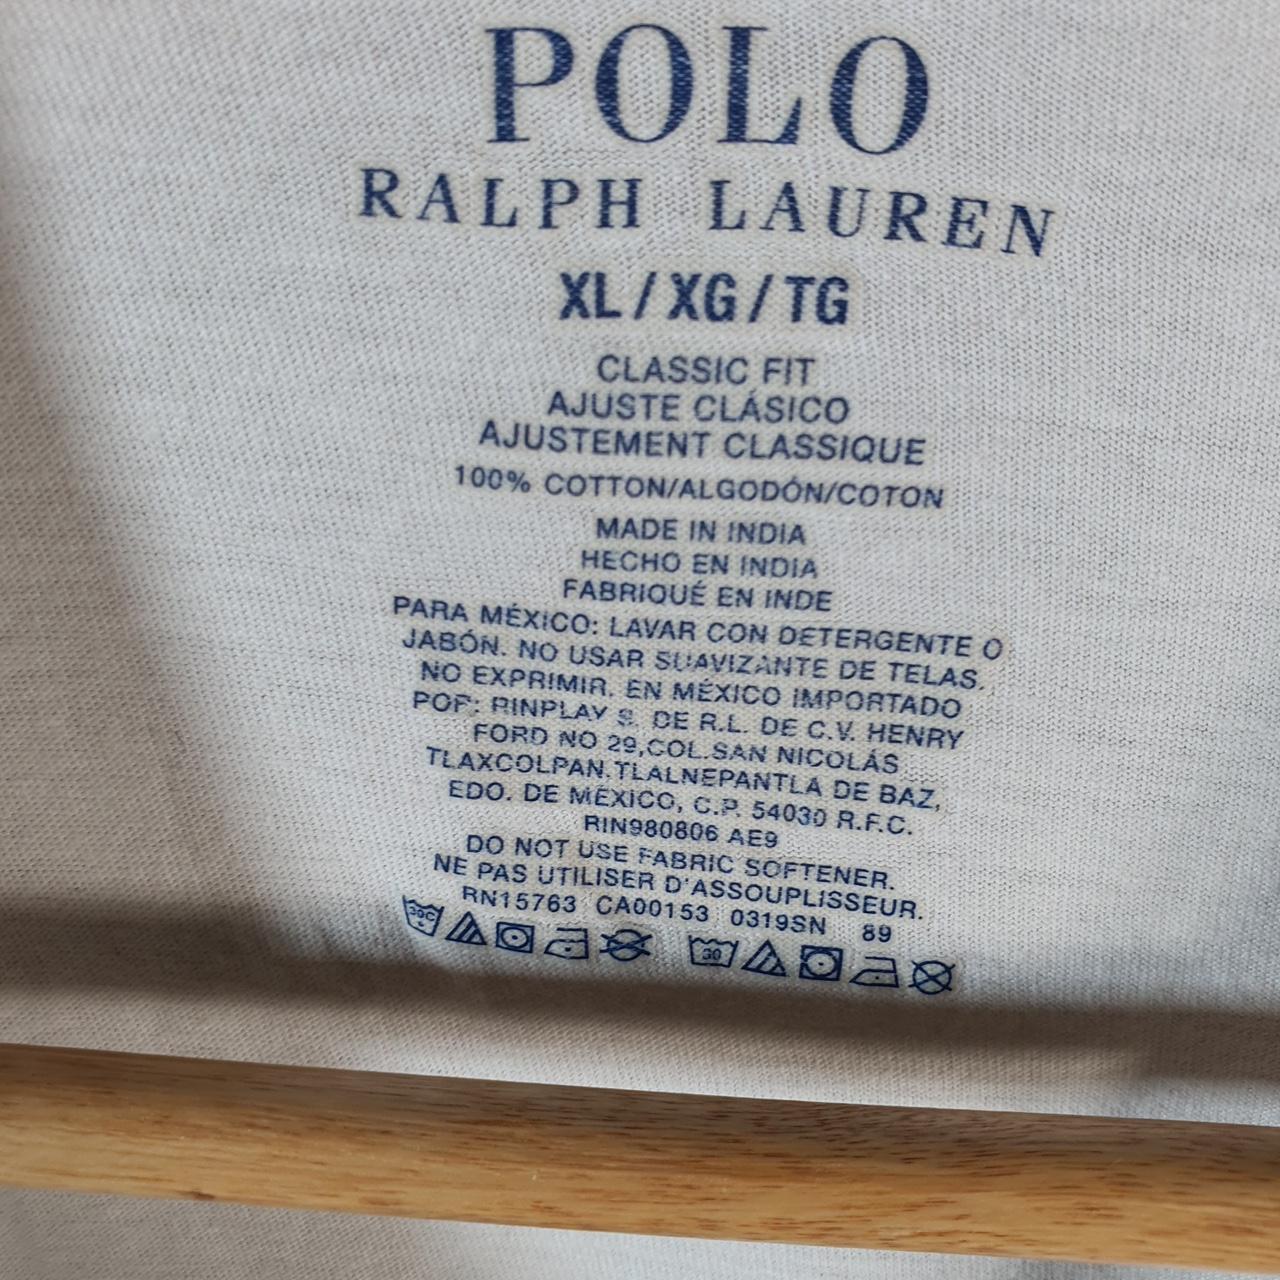 POLO
RALPH LAUREN
XL / XG / TG
CLASSIC FIT
AJUSTE CLÁSICO
AJUSTEMENT CLASSIQUE
100% COTTON/ALGODÓN/COTON
MADE IN INDIA
HECHO EN INDIA
FABRIQUÉ EN INDE
PARA MÉXICO: LAVAR CON DETERGENTE O
JABÓN. NO USAR SUAVIZANTE DE TELAS.
NO EXPRIMIR. EN MÉXICO IMPORTADO
POR: RINPLAY S. DE R.L. DE C.V. HENRY
FORD NO 29,COL.SAN NICOLÁS
TLAXCOLPAN.TLALNEPANTLA DE BAZ,
EDO. DE MÉXICO, C.P. 54030 R.F.C.
RIN980806 AE9
DO NOT USE FABRIC SOFTENER.
NE PAS UTILISER D'ASSOUPLISSEUR.
RN15763 CA00153 0319SN 89
30C 30